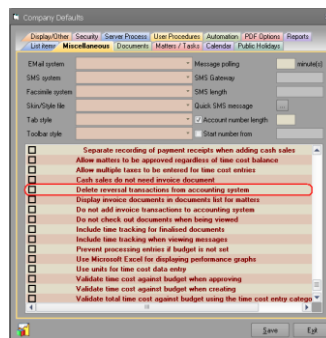 Company Defaults
Display/Other Security Server Process User Procedures Automation PDF Options Reports
List items Miscellaneous Documents Matters / Tasks Calendar Public Holidays
EMail system
Message polling minute(s)
SMS system
SMS Gateway
Facsimile system
SMS length
Skin/Style file
Quick SMS message ...
Tab style
Account number length
Toolbar style
Start number from
Separate recording of payment receipts when adding cash sales
Allow matters to be approved regardless of time cost balance
Allow multiple taxes to be entered for time cost entries
Cash sales do not need invoice document
Delete reversal transactions from accounting system
Display invoice documents in documents list for matters
Do not add invoice transactions to accounting system
Do not check out documents when being viewed
Include time tracking for finalised documents
Include time tracking when viewing messages
Prevent processing entries if budget is not set
Use Microsoft Excel for displaying performance graphs
Use units for time cost data entry
Validate time cost against budget when approving
Validate time cost against budget when creating
Validate total time cost against budget using the time cost entry catego
Save Exit